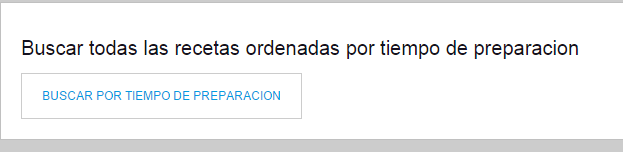 Buscar todas las recetas ordenadas por tiempo de preparacion
BUSCAR POR TIEMPO DE PREPARACION